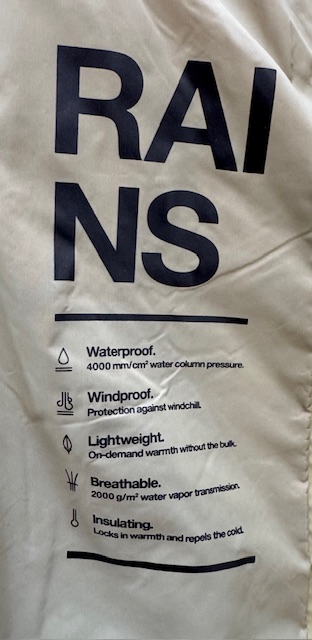 RAI
NS
Waterproof.
4000 mm/cm² water column pressure.
Windproof.
Protection against windchill.
Lightweight.
On-demand warmth without the bulk.
Breathable.
2000 g/m² water vapor transmission.
Insulating.
Locks in warmth and repels the cold.